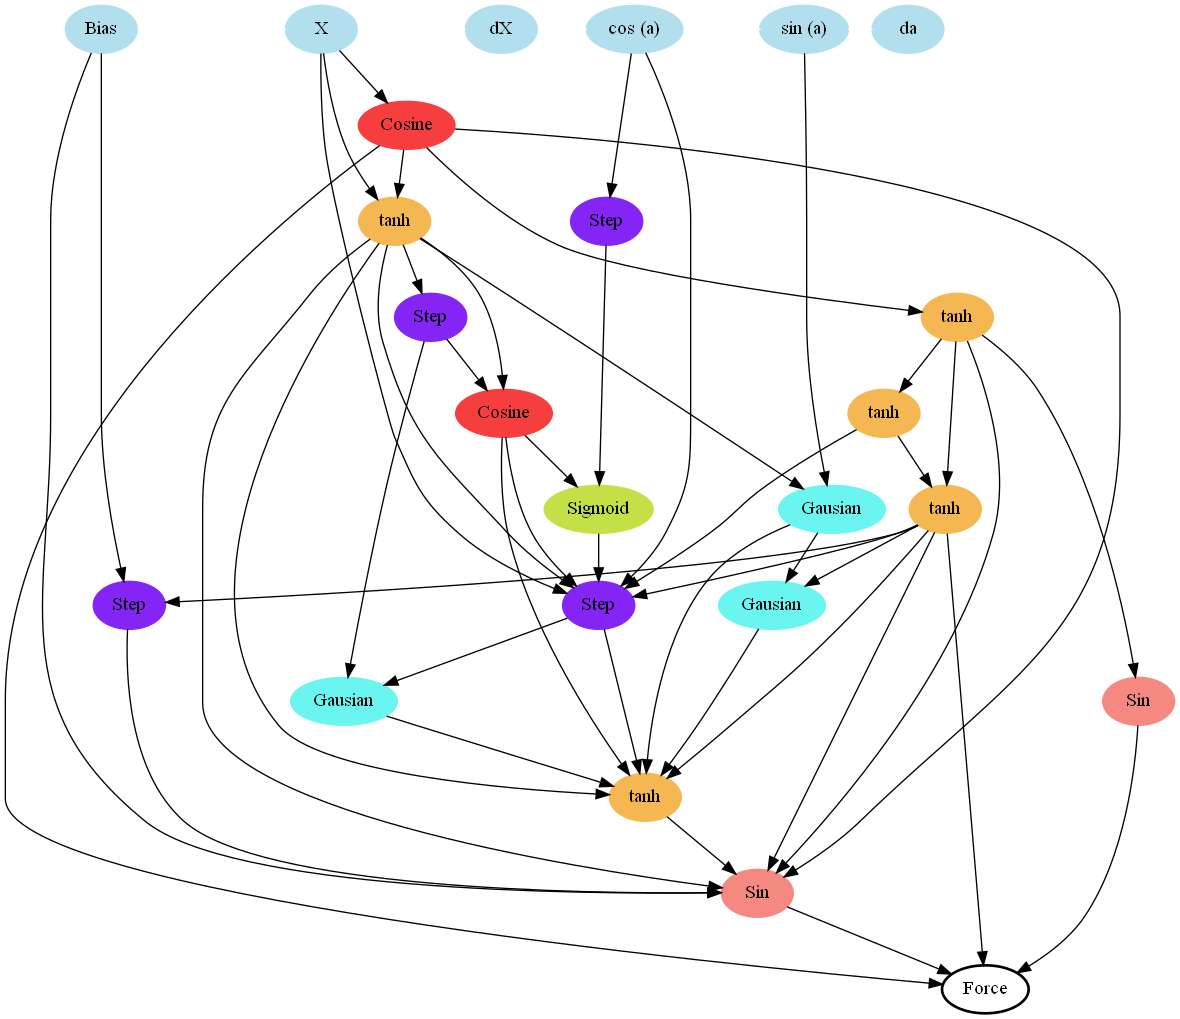 Bias
X
dX
cos (a)
sin (a)
da
Cosine
tanh
Step
Step
tanh
Cosine
tanh
Sigmoid
Gausian
tanh
Step
Step
Gausian
Gausian
Sin
tanh
Sin
Force